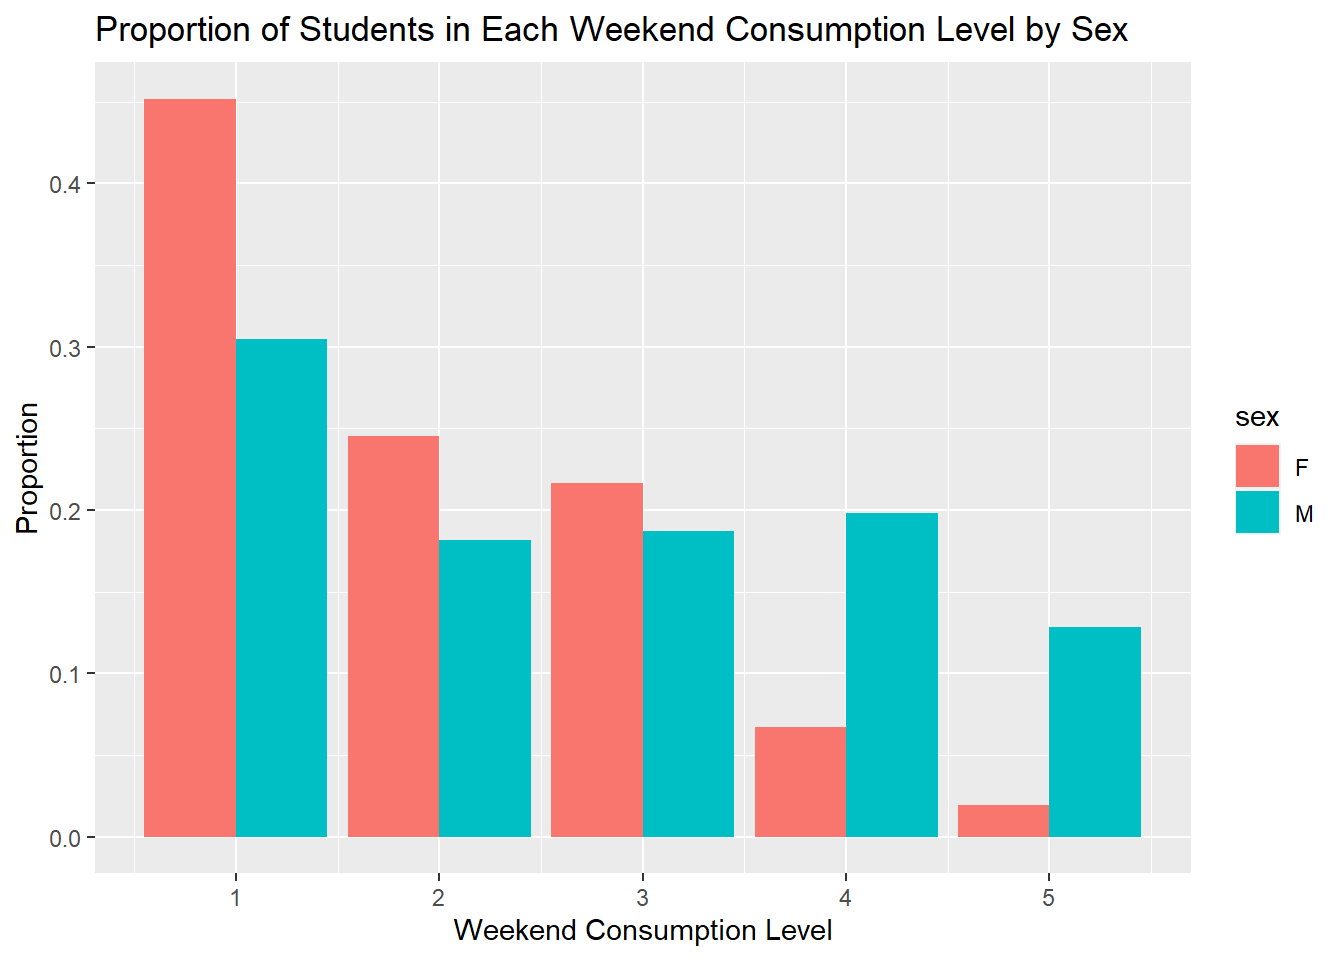 Proportion of Students in Each Weekend Consumption Level by Sex
Proportion
0.4
0.3
0.2
0.1
0.0
1 2 3 4 5
Weekend Consumption Level
sex
F
M